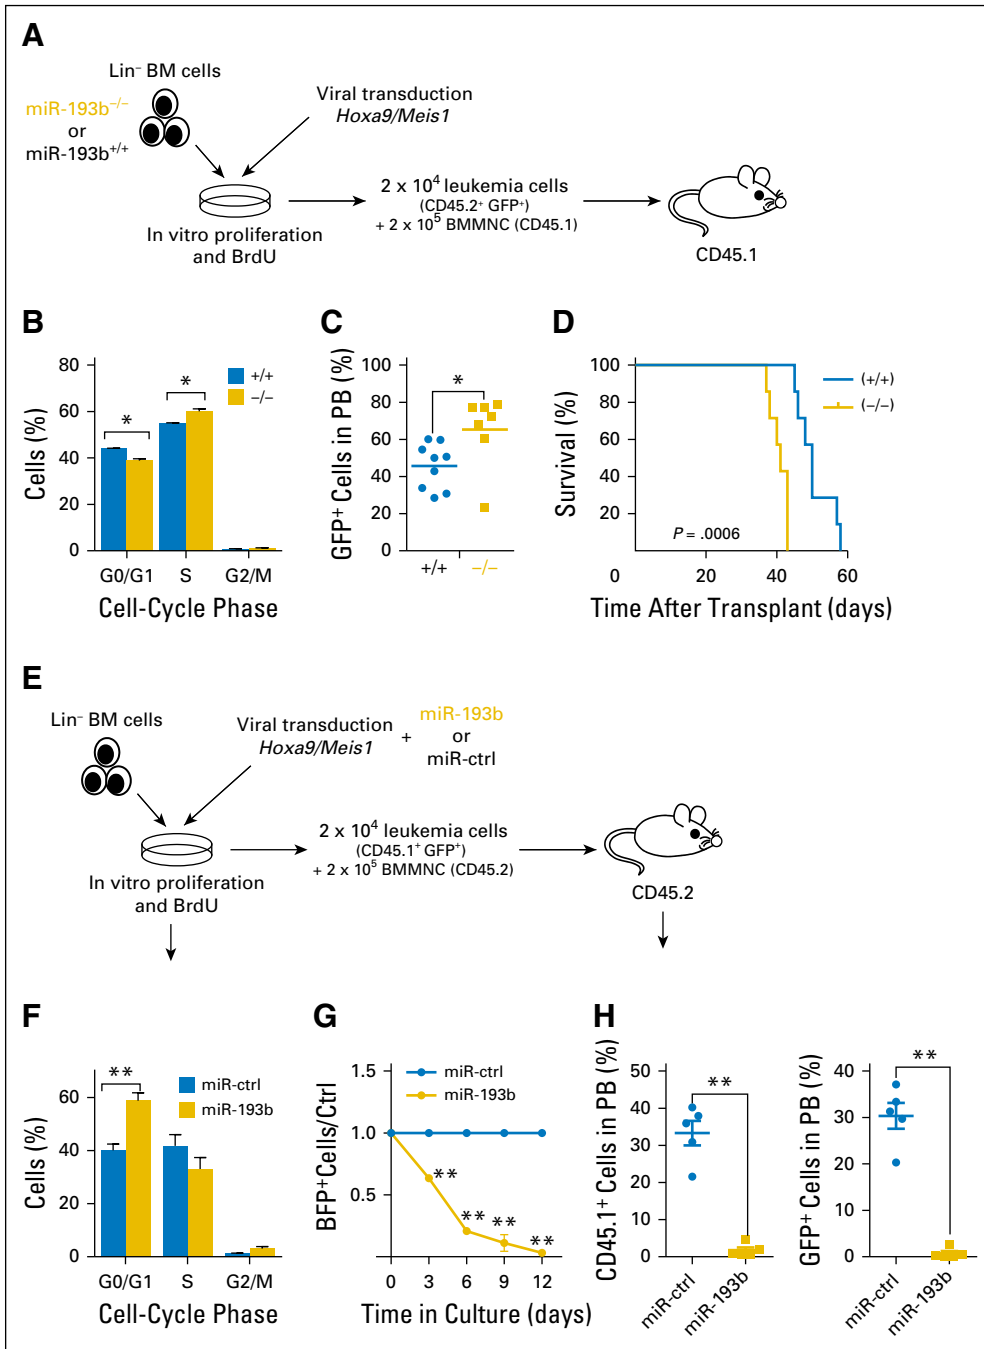 A
Lin⁻ BM cells
miR-193b⁻/⁻
or
miR-193b⁺/⁺
Viral transduction
Hoxa9/Meis1
In vitro proliferation
and BrdU
2 x 10⁴ leukemia cells
(CD45.2⁺ GFP⁺)
+ 2 x 10⁵ BMMNC (CD45.1)
CD45.1
B
80
60
40
20
0
Cells (%)
*
*
+/+
−/−
G0/G1 S G2/M
Cell-Cycle Phase
C
100
80
60
40
20
0
GFP⁺ Cells in PB (%)
*
+/+ −/−
D
100
80
60
40
20
0
Survival (%)
(+/+)
(−/−)
P = .0006
0 20 40 60
Time After Transplant (days)
E
Lin⁻ BM cells
Viral transduction
Hoxa9/Meis1
+
miR-193b
or
miR-ctrl
In vitro proliferation
and BrdU
2 x 10⁴ leukemia cells
(CD45.1⁺ GFP⁺)
+ 2 x 10⁵ BMMNC (CD45.2)
CD45.2
F
60
40
20
0
Cells (%)
**
miR-ctrl
miR-193b
G0/G1 S G2/M
Cell-Cycle Phase
G
1.5
1.0
0.5
BFP⁺Cells/Ctrl
miR-ctrl
miR-193b
**
**
**
**
0 3 6 9 12
Time in Culture (days)
H
50
40
30
20
10
0
CD45.1⁺ Cells in PB (%)
**
miR-ctrl
miR-193b
40
30
20
10
0
GFP⁺ Cells in PB (%)
**
miR-ctrl
miR-193b